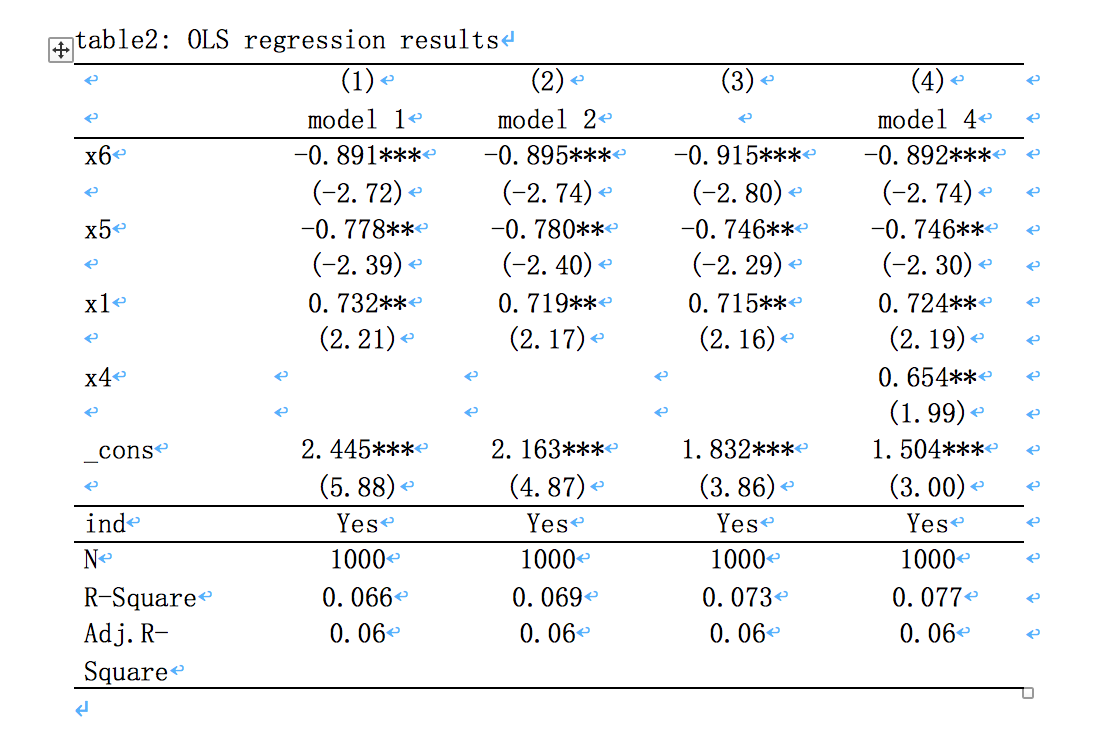 table2: OLS regression results
(1) (2) (3) (4)
model 1 model 2 model 4
x6 -0.891*** -0.895*** -0.915*** -0.892***
(-2.72) (-2.74) (-2.80) (-2.74)
x5 -0.778** -0.780** -0.746** -0.746**
(-2.39) (-2.40) (-2.29) (-2.30)
x1 0.732** 0.719** 0.715** 0.724**
(2.21) (2.17) (2.16) (2.19)
x4 0.654**
(1.99)
_cons 2.445*** 2.163*** 1.832*** 1.504***
(5.88) (4.87) (3.86) (3.00)
ind Yes Yes Yes Yes
N 1000 1000 1000 1000
R-Square 0.066 0.069 0.073 0.077
Adj.R- 0.06 0.06 0.06 0.06
Square